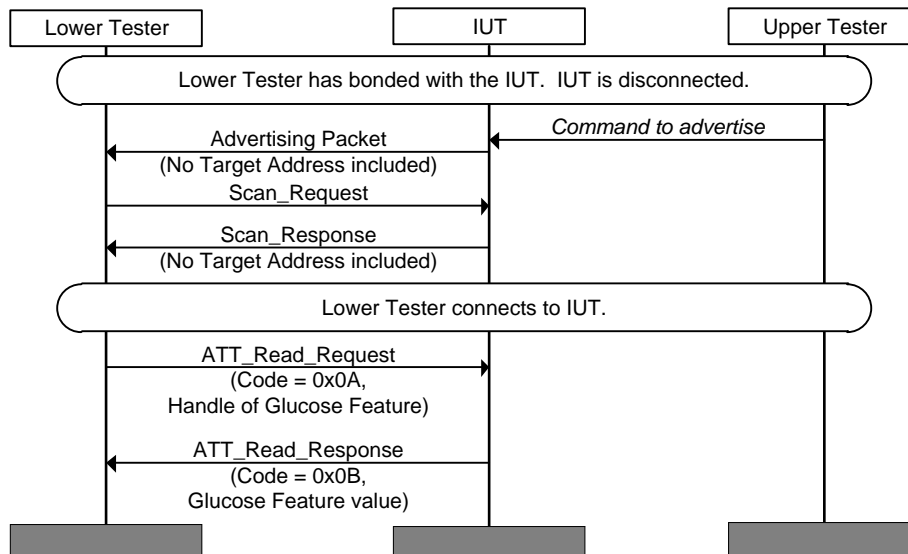 Lower Tester
IUT
Upper Tester
Lower Tester has bonded with the IUT.  IUT is disconnected.
Command to advertise
Advertising Packet
(No Target Address included)
Scan_Request
Scan_Response
(No Target Address included)
Lower Tester connects to IUT.
ATT_Read_Request
(Code = 0x0A,
Handle of Glucose Feature)
ATT_Read_Response
(Code = 0x0B,
Glucose Feature value)